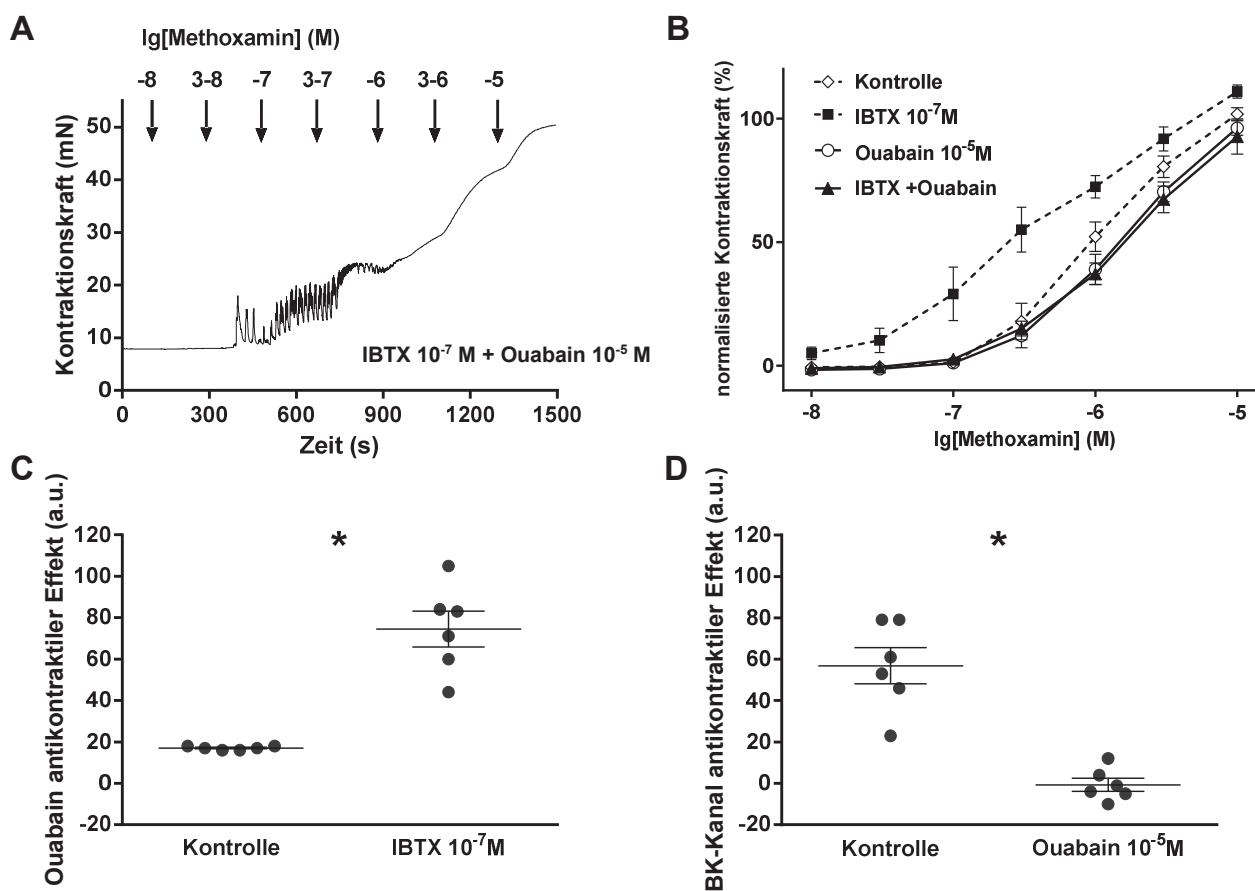 A
lg[Methoxamin] (M)
-8 3-8 -7 3-7 -6 3-6 -5
Kontraktionskraft (mN)
50
40
30
20
10
0
IBTX 10⁻⁷ M + Ouabain 10⁻⁵ M
0 300 600 900 1200 1500
Zeit (s)
B
normalisierte Kontraktionskraft (%)
Kontrolle
IBTX 10⁻⁷M
Ouabain 10⁻⁵M
IBTX +Ouabain
100
50
0
-8 -7 -6 -5
lg[Methoxamin] (M)
C
Ouabain antikontraktiler Effekt (a.u.)
120
100
80
60
40
20
0
-20
*
Kontrolle IBTX 10⁻⁷M
D
BK-Kanal antikontraktiler Effekt (a.u.)
120
100
80
60
40
20
0
-20
*
Kontrolle Ouabain 10⁻⁵M